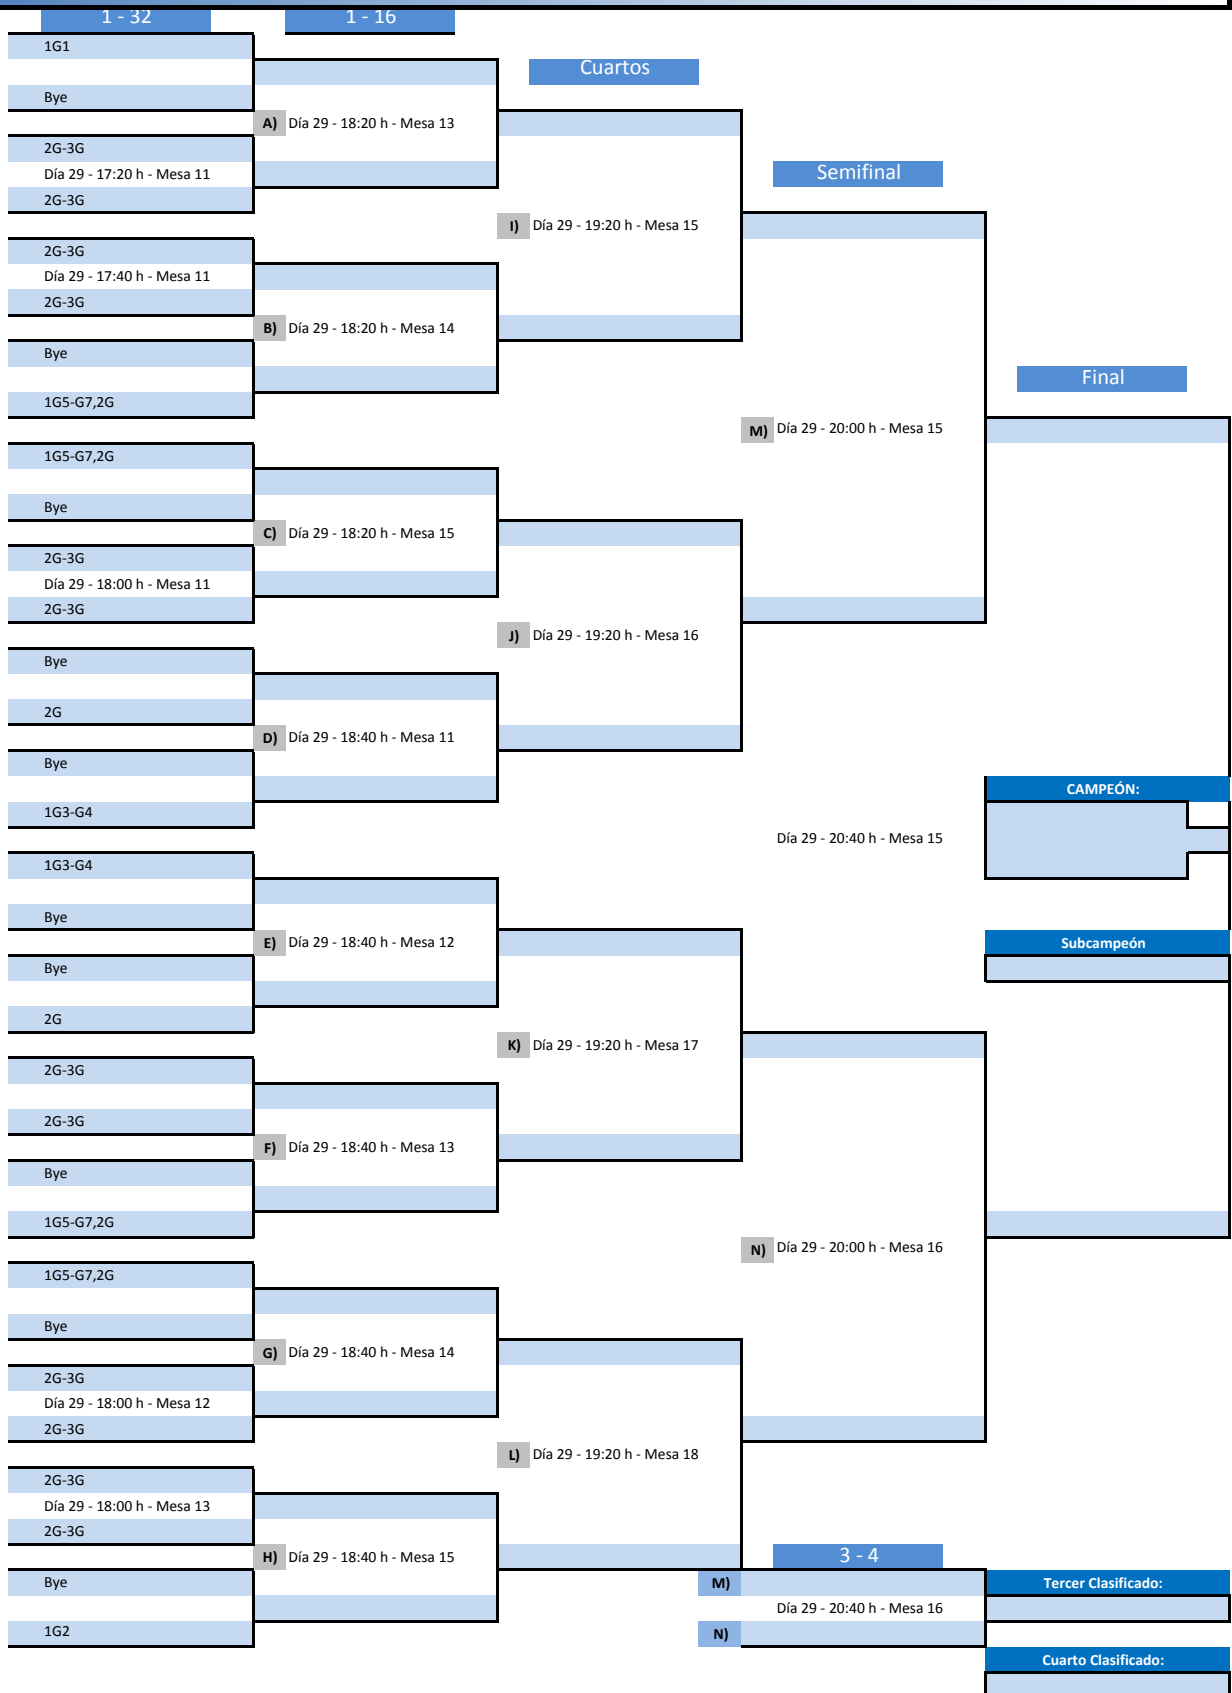 1 - 32
1 - 16
1G1
Cuartos
Bye
A) Día 29 - 18:20 h - Mesa 13
2G-3G
Día 29 - 17:20 h - Mesa 11
Semifinal
2G-3G
I) Día 29 - 19:20 h - Mesa 15
2G-3G
Día 29 - 17:40 h - Mesa 11
2G-3G
B) Día 29 - 18:20 h - Mesa 14
Bye
Final
1G5-G7,2G
M) Día 29 - 20:00 h - Mesa 15
1G5-G7,2G
Bye
C) Día 29 - 18:20 h - Mesa 15
2G-3G
Día 29 - 18:00 h - Mesa 11
2G-3G
J) Día 29 - 19:20 h - Mesa 16
Bye
2G
D) Día 29 - 18:40 h - Mesa 11
Bye
CAMPEÓN:
1G3-G4
Día 29 - 20:40 h - Mesa 15
1G3-G4
Bye
E) Día 29 - 18:40 h - Mesa 12
Subcampeón
Bye
2G
K) Día 29 - 19:20 h - Mesa 17
2G-3G
2G-3G
F) Día 29 - 18:40 h - Mesa 13
Bye
1G5-G7,2G
N) Día 29 - 20:00 h - Mesa 16
1G5-G7,2G
Bye
G) Día 29 - 18:40 h - Mesa 14
2G-3G
Día 29 - 18:00 h - Mesa 12
2G-3G
L) Día 29 - 19:20 h - Mesa 18
2G-3G
Día 29 - 18:00 h - Mesa 13
2G-3G
H) Día 29 - 18:40 h - Mesa 15
3 - 4
Bye
M)
Tercer Clasificado:
Día 29 - 20:40 h - Mesa 16
1G2
N)
Cuarto Clasificado: